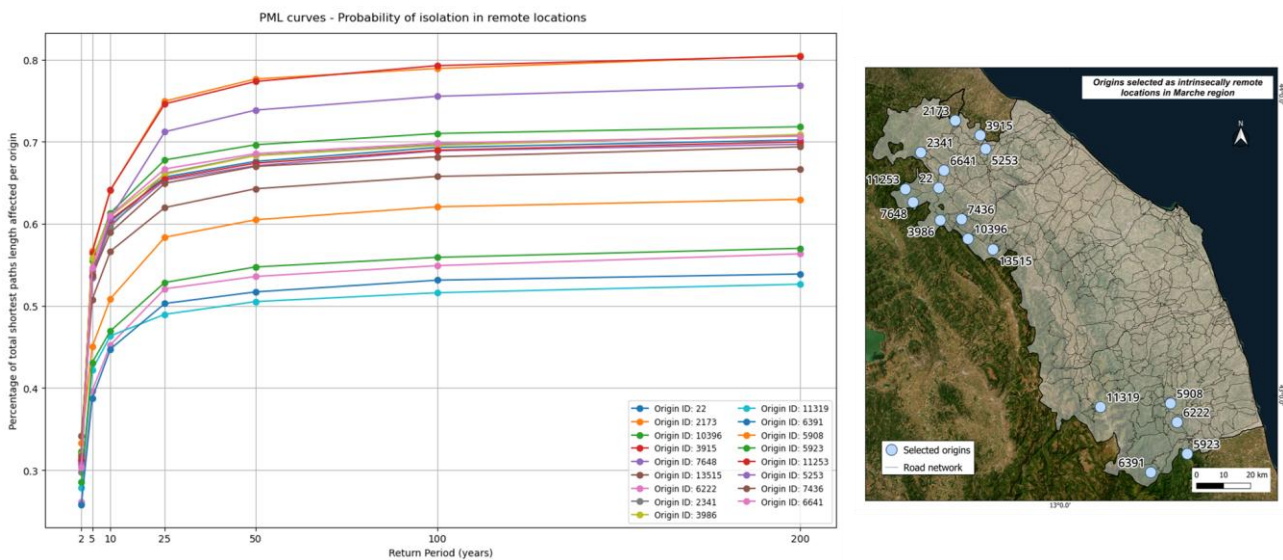 PML curves - Probability of isolation in remote locations
Percentage of total shortest paths length affected per origin
0.8
0.7
0.6
0.5
0.4
0.3
2 5 10 25 50 100 200
Return Period (years)
Origin ID: 22
Origin ID: 2173
Origin ID: 10396
Origin ID: 3915
Origin ID: 7648
Origin ID: 13515
Origin ID: 6222
Origin ID: 2341
Origin ID: 3986
Origin ID: 11319
Origin ID: 6391
Origin ID: 5908
Origin ID: 5923
Origin ID: 11253
Origin ID: 5253
Origin ID: 7436
Origin ID: 6641
Origins selected as intrinsecally remote
locations in Marche region
N
2173
3915
2341
5253
6641
11253
22
7648
7436
3986
10396
13515
11319
5908
6222
5923
6391
Selected origins
Road network
0 10 20 km
13°0.0'